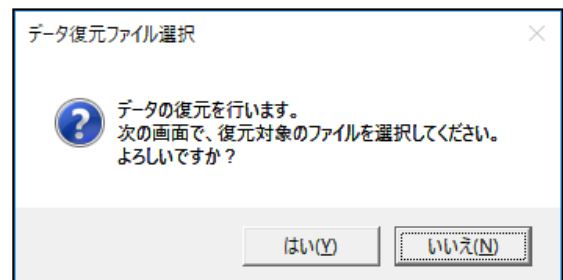 データ復元ファイル選択
データの復元を行います。
次の画面で、復元対象のファイルを選択してください。
よろしいですか？
はい(Y)
いいえ(N)